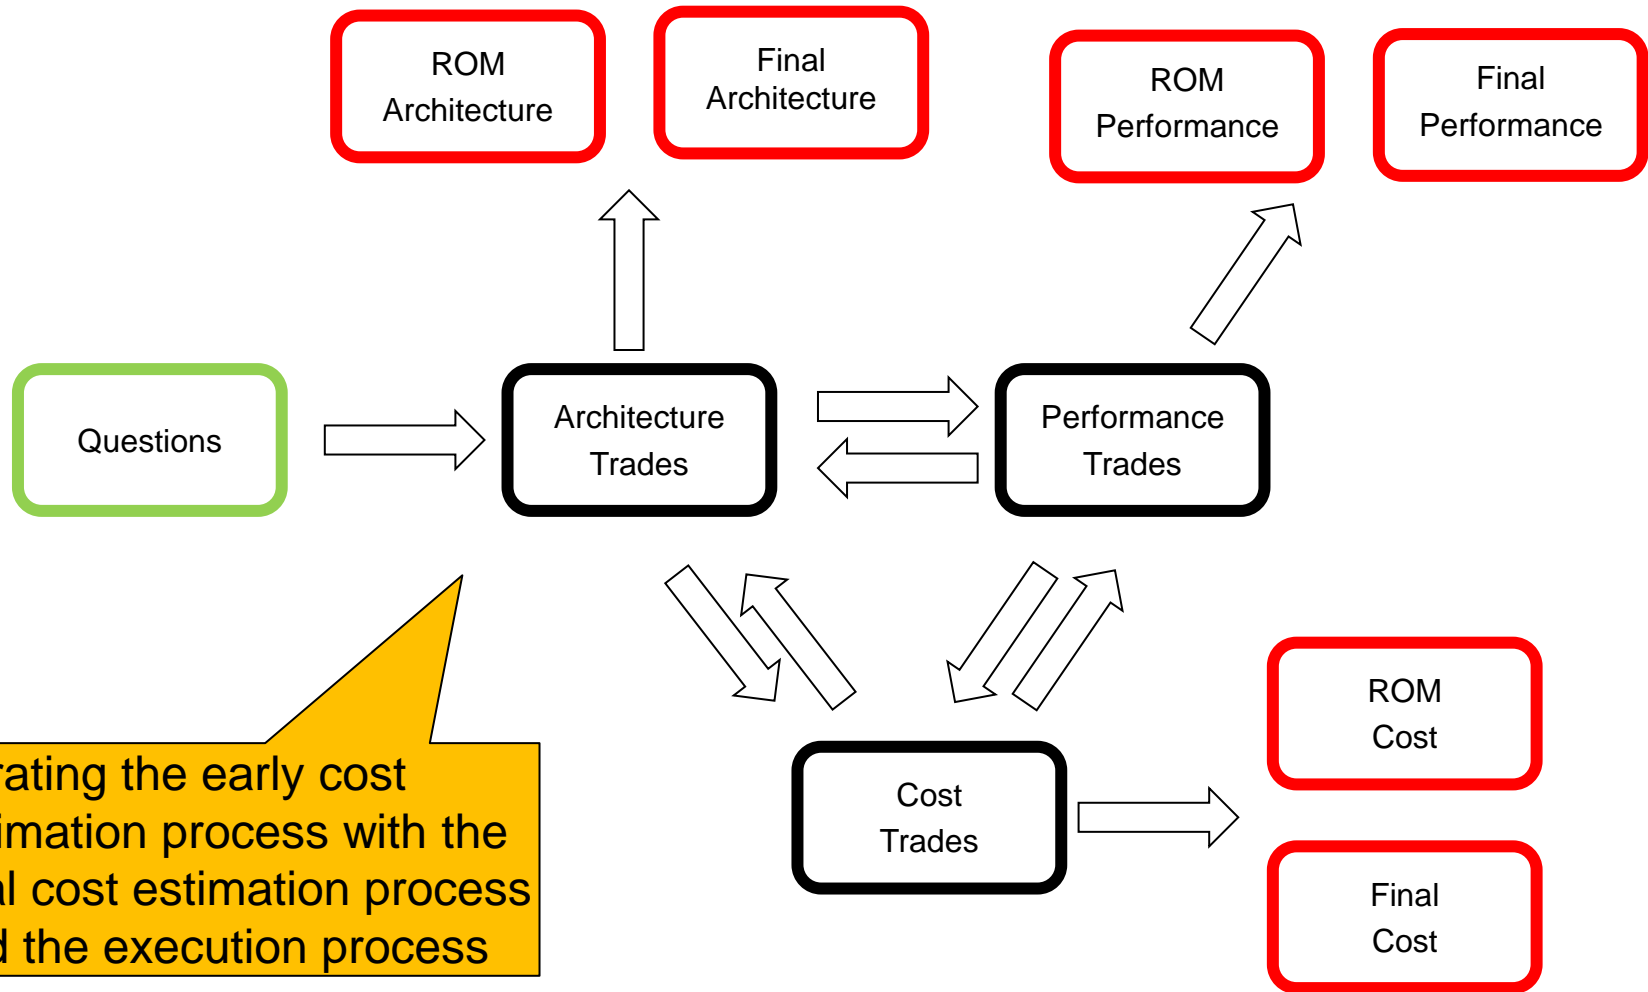 ROM
Architecture
Final
Architecture
ROM
Performance
Final
Performance
Questions
Architecture
Trades
Performance
Trades
rating the early cost
imation process with the
al cost estimation process
d the execution process
Cost
Trades
ROM
Cost
Final
Cost